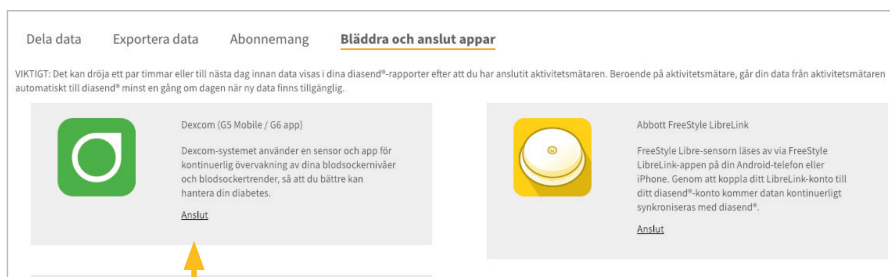 Dela data Exportera data Abonnemang Bläddra och anslut appar
VIKTIGT: Det kan dröja ett par timmar eller till nästa dag innan data visas i dina diasend®-rapporter efter att du har anslutit aktivitetsmätaren. Beroende på aktivitetsmätare, går din data från aktivitetsmätaren
automatiskt till diasend® minst en gång om dagen när ny data finns tillgänglig.
Dexcom (G5 Mobile / G6 app)
Dexcom-systemet använder en sensor och app för
kontinuerlig övervakning av dina blodsockernivåer
och blodsockertrender, så att du bättre kan
hantera din diabetes.
Anslut
Abbott FreeStyle LibreLink
FreeStyle Libre-sensorn läses av via FreeStyle
LibreLink-appen på din Android-telefon eller
iPhone. Genom att koppla ditt LibreLink-konto till
ditt diasend®-konto kommer datan kontinuerligt
synkroniseras med diasend®.
Anslut